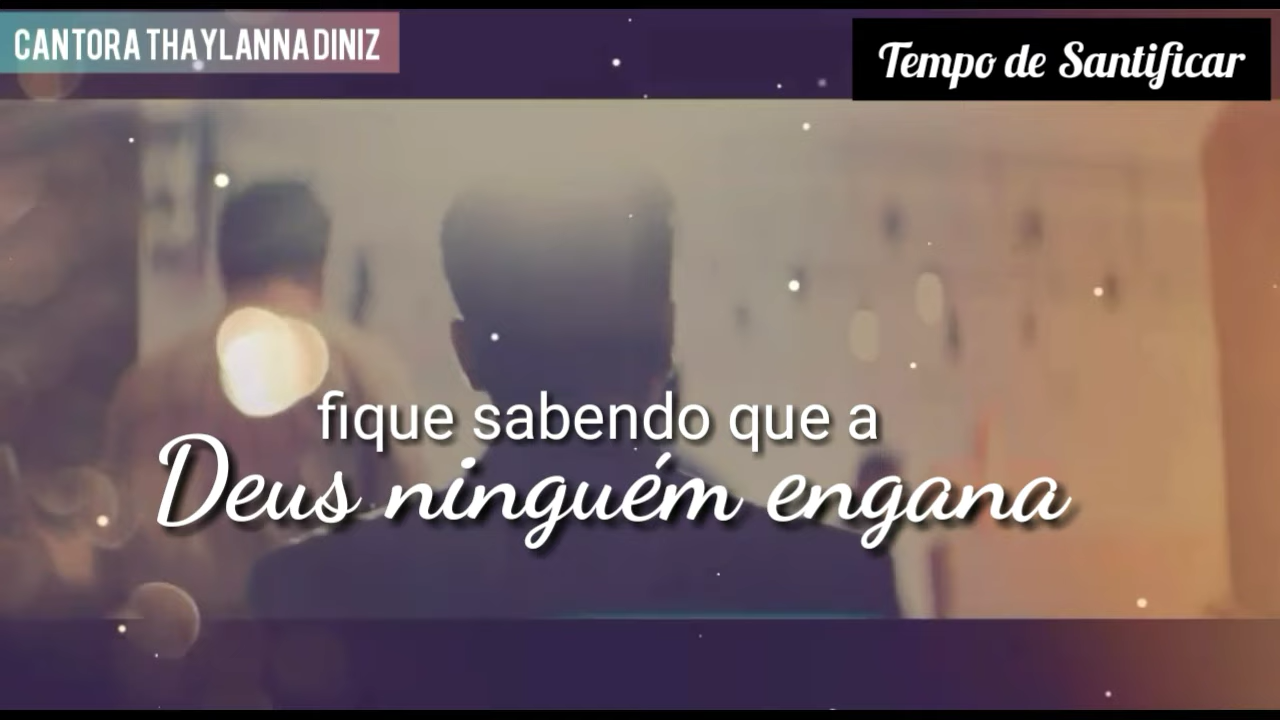 CANTORA THAYLANNA DINIZ
Tempo de Santificar
fique sabendo que a
Deus ninguém engana